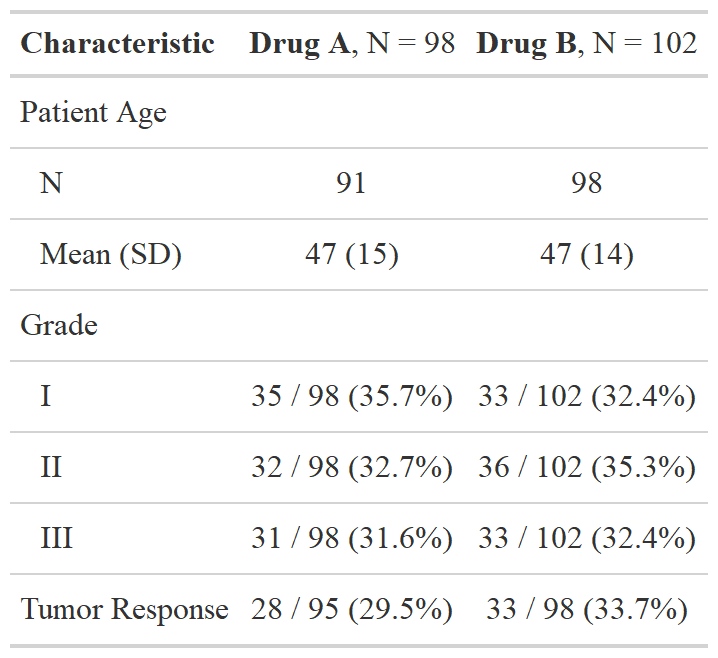 Characteristic Drug A, N = 98 Drug B, N = 102
Patient Age
N 91 98
Mean (SD) 47 (15) 47 (14)
Grade
I 35 / 98 (35.7%) 33 / 102 (32.4%)
II 32 / 98 (32.7%) 36 / 102 (35.3%)
III 31 / 98 (31.6%) 33 / 102 (32.4%)
Tumor Response 28 / 95 (29.5%) 33 / 98 (33.7%)